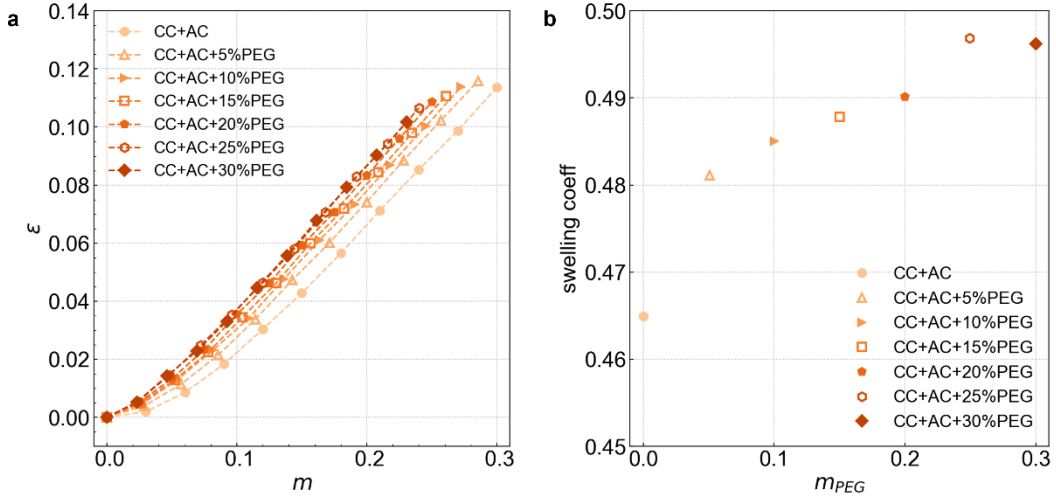 a
0.14
0.12
0.10
0.08
0.06
0.04
0.02
0.00
ε
CC+AC
CC+AC+5%PEG
CC+AC+10%PEG
CC+AC+15%PEG
CC+AC+20%PEG
CC+AC+25%PEG
CC+AC+30%PEG
0.0 0.1 0.2 0.3
m
b
0.50
0.49
0.48
0.47
0.46
0.45
swelling coeff
CC+AC
CC+AC+5%PEG
CC+AC+10%PEG
CC+AC+15%PEG
CC+AC+20%PEG
CC+AC+25%PEG
CC+AC+30%PEG
0.0 0.1 0.2 0.3
mPEG